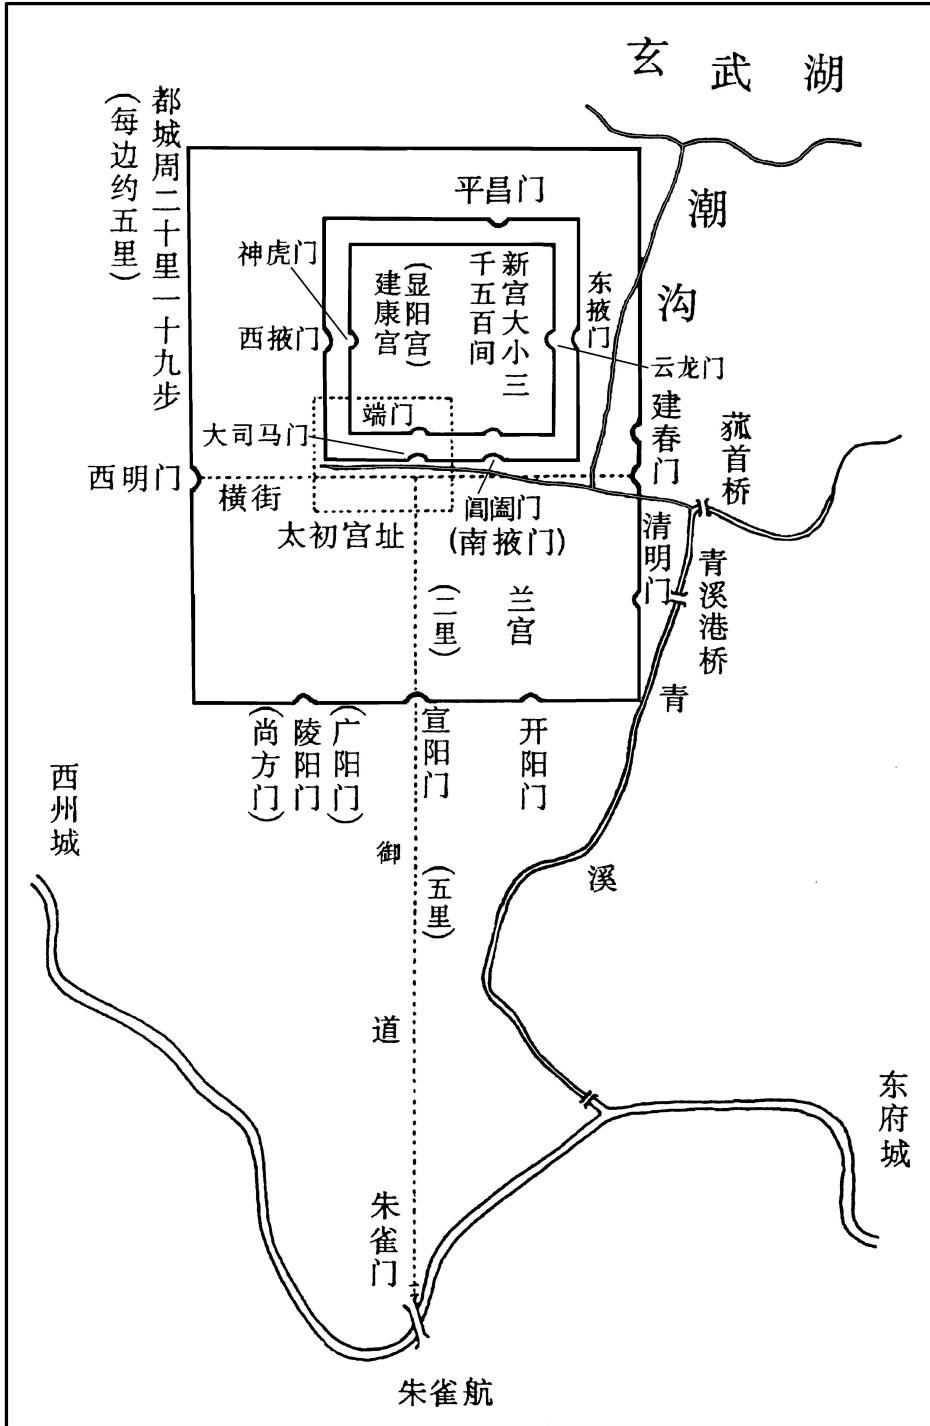 玄武湖
都城周二十里一十九步
(每边约五里)
潮沟
平昌门
神虎门
西掖门
建康宫
(显阳宫)
新宫大小三
千五百间
东掖门
云龙门
端门
大司马门
建春门
菰首桥
西明门
横街
太初宫址
阊阖门
(南掖门)
清明门
青溪港桥
(二里)
兰宫
青溪
(尚方门)
陵阳门
(广阳门)
宣阳门
开阳门
西州城
御道
(五里)
东府城
朱雀门
朱雀航